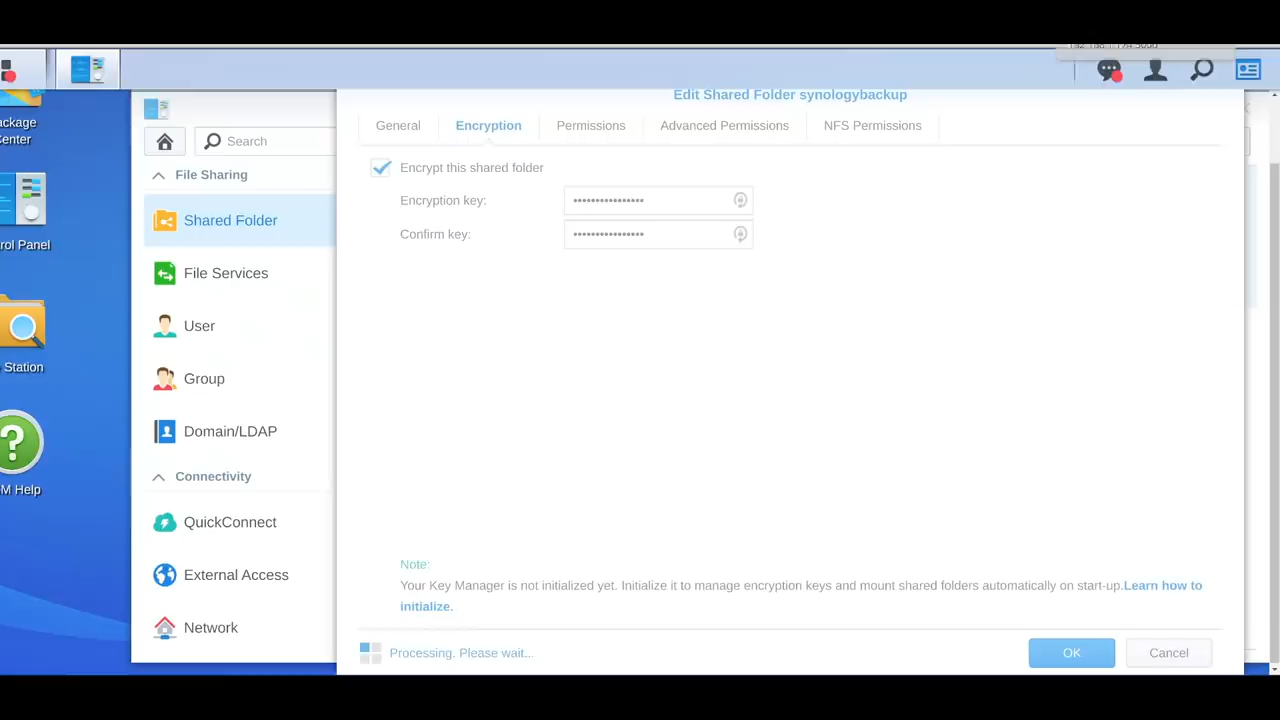 Edit Shared Folder synologybackup
General
Encryption
Permissions
Advanced Permissions
NFS Permissions
ackage
Center
rol Panel
Station
M Help
Search
File Sharing
Shared Folder
File Services
User
Group
Domain/LDAP
Connectivity
QuickConnect
External Access
Network
Encrypt this shared folder
Encryption key:
Confirm key:
Note:
Your Key Manager is not initialized yet. Initialize it to manage encryption keys and mount shared folders automatically on start-up.Learn how to
initialize.
Processing. Please wait...
OK
Cancel